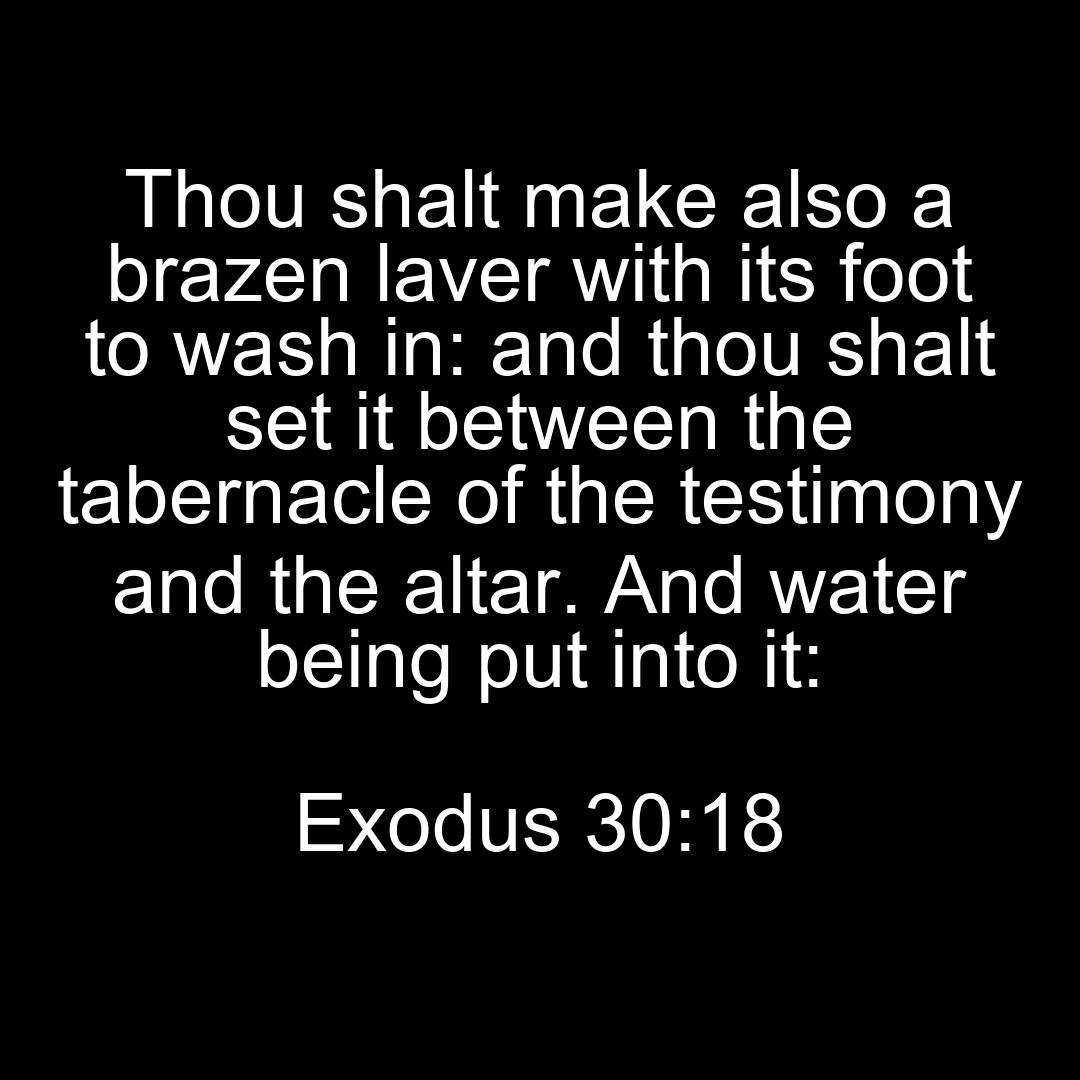 Thou shalt make also a
brazen laver with its foot
to wash in: and thou shalt
set it between the
tabernacle of the testimony
and the altar. And water
being put into it:
Exodus 30:18